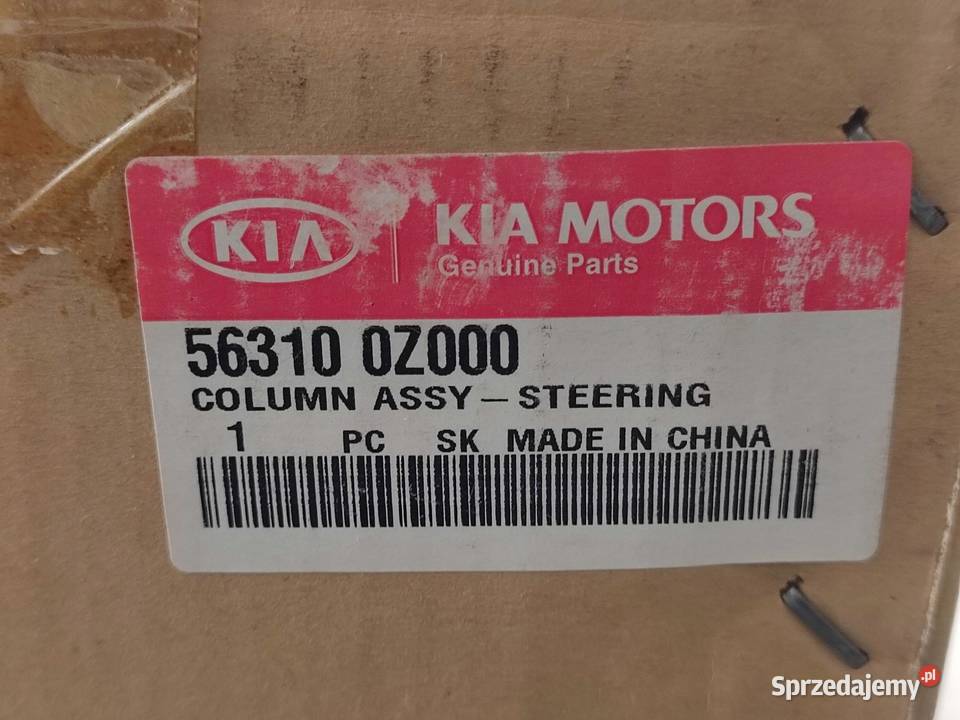 KIA
KIA MOTORS
Genuine Parts
56310 0Z000
COLUMN ASSY – STEERING
1 PC SK MADE IN CHINA
Sprzedajemy.pl